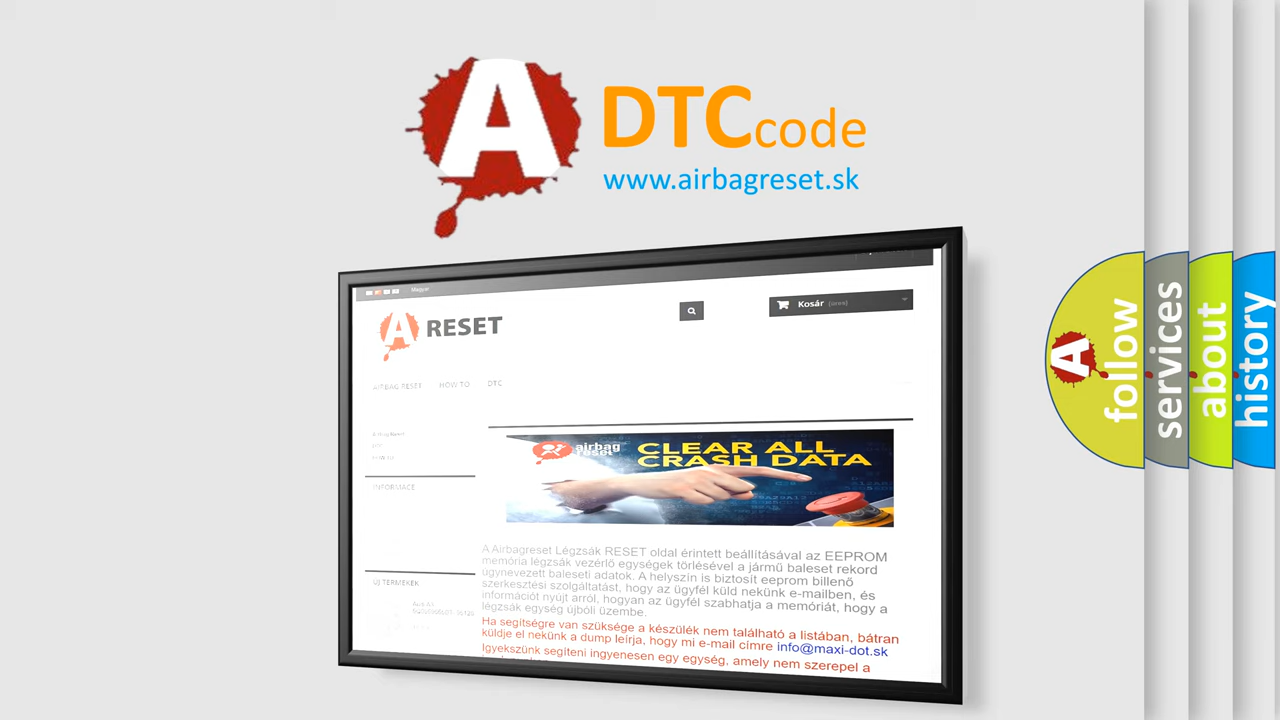 A
DTCcode
www.airbagreset.sk
Magyar
A RESET
Kosár (üres)
AIRBAG RESET HOW TO DTC
INFORMACE
ÚJ TERMÉKEK
airbag
reset
CLEAR ALL
CRASH DATA
A Airbagreset Légzsák RESET oldal érintett beállításával az EEPROM
memória légzsák vezérlő egységek törlésével a jármű baleset rekord
úgynevezett baleseti adatok. A helyszín is biztosít eeprom billenő
szerkesztési szolgáltatást, hogy az ügyfél küld nekünk e-mailben, és
információt nyújt arról, hogyan az ügyfél szabhatja a memóriát, hogy a
légzsák egység újbóli üzembe.
Ha segítségre van szüksége a készülék nem található a listában, bátran
küldje el nekünk a dump leírja, hogy mi e-mail címre info@maxi-dot.sk
Igyekszünk segíteni ingyenesen egy egység, amely nem szerepel a
A
follow
services
about
history